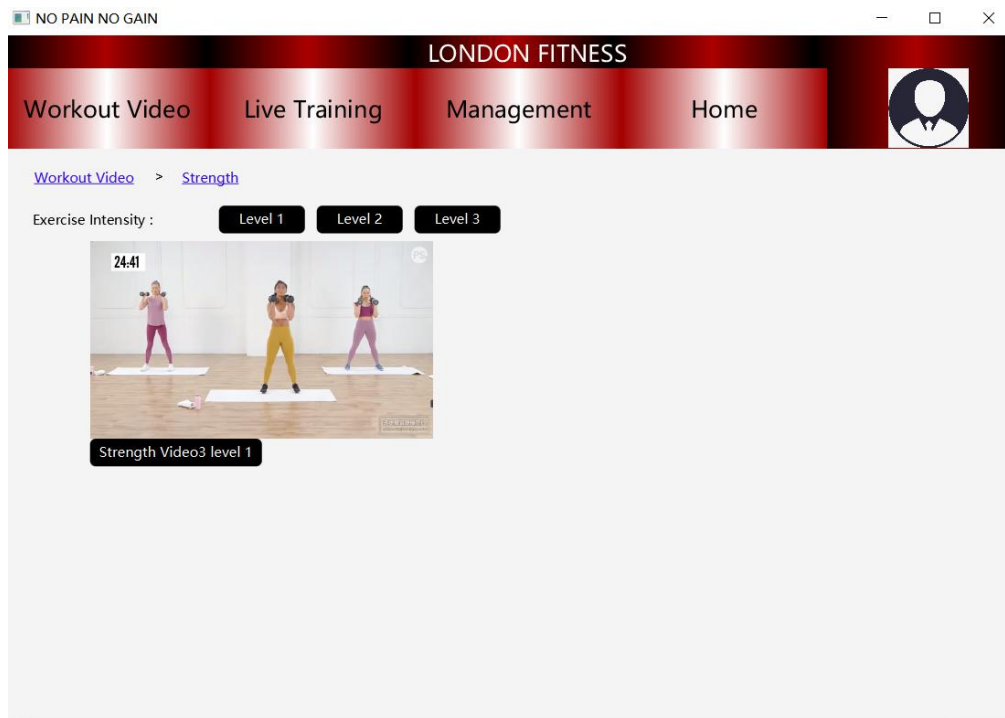 NO PAIN NO GAIN
LONDON FITNESS
Workout Video Live Training Management Home
Workout Video > Strength
Exercise Intensity : Level 1 Level 2 Level 3
24:41
Strength Video3 level 1